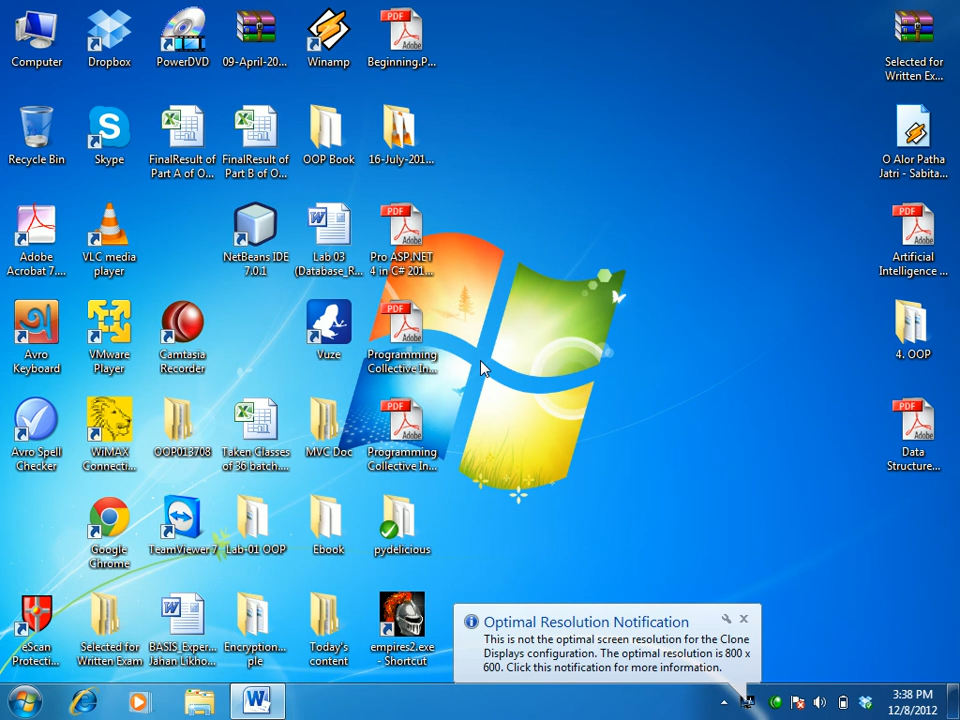 Computer
Dropbox
PowerDVD
09-April-20...
Winamp
Beginning.P...
Selected for
Written Ex...
Recycle Bin
Skype
FinalResult of
Part A of O...
FinalResult of
Part B of O...
OOP Book
16-July-201...
O Alor Patha
Jatri - Sabita...
Adobe
Acrobat 7....
VLC media
player
NetBeans IDE
7.0.1
Lab 03
(Database_R...
Pro ASP.NET
4 in C# 201...
Artificial
Intelligence ...
Avro
Keyboard
VMware
Player
Camtasia
Recorder
Vuze
Programming
Collective In...
4. OOP
Avro Spell
Checker
WiMAX
Connecti...
OOP013708
Taken Classes
of 36 batch....
MVC Doc
Programming
Collective In...
Data
Structure...
Google
Chrome
TeamViewer 7
Lab-01 OOP
Ebook
pydelicious
eScan
Protecti...
Selected for
Written Exam
BASIS_Exper...
Jahan Likho...
Encryption...
ple
Today's
content
empires2.exe
- Shortcut
Optimal Resolution Notification
This is not the optimal screen resolution for the Clone
Displays configuration. The optimal resolution is 800 x
600. Click this notification for more information.
3:38 PM
12/8/2012